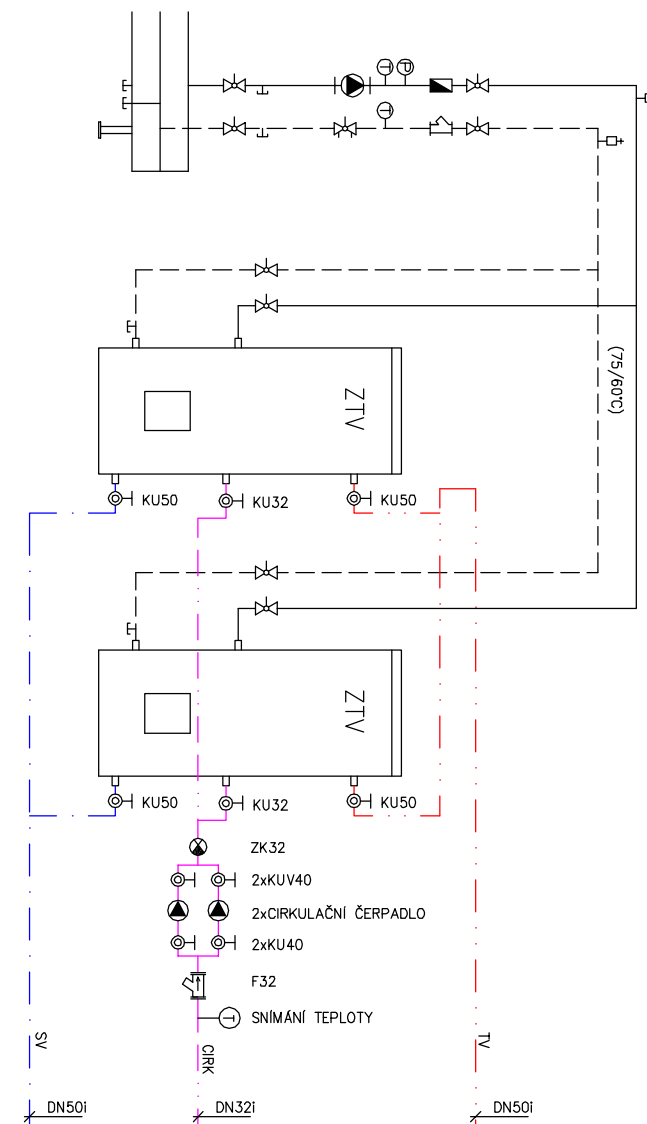 T
P
T
(75/60°C)
ZTV
KU50
KU32
KU50
ZTV
KU50
KU32
KU50
ZK32
2xKUV40
2xCIRKULAČNÍ ČERPADLO
2xKU40
F32
T
SNÍMÁNÍ TEPLOTY
SV
CIRK
TV
DN50i
DN32i
DN50i